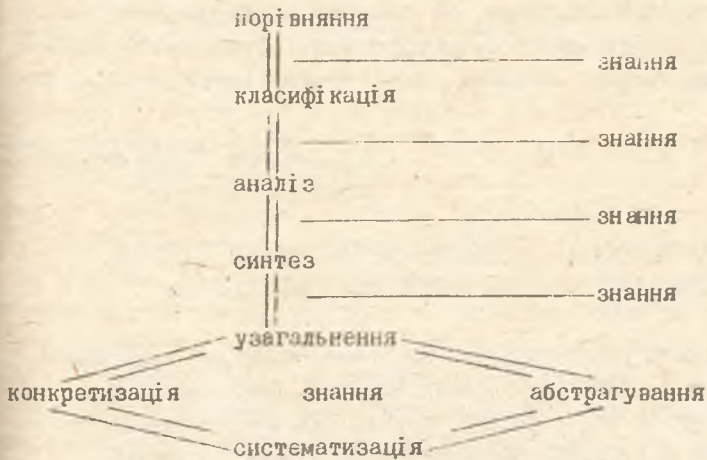 порівняння
знання
класифікація
знання
аналіз
знання
синтез
знання
узагальнення
конкретизація знання абстрагування
систематизація